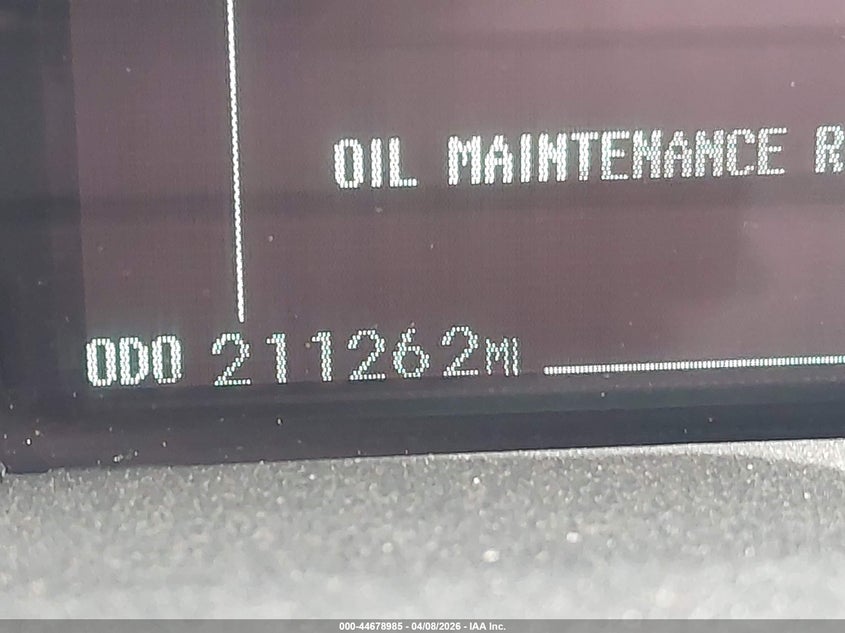 OIL MAINTENANCE R
ODO 211262MI
000-44678985 - 04/08/2026 - IAA Inc.